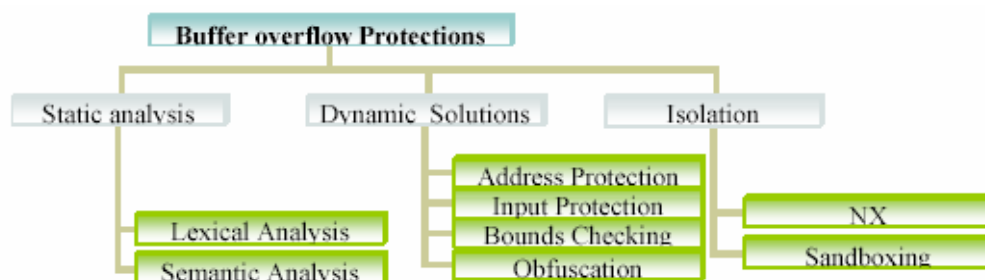 Buffer overflow Protections
Static analysis
Dynamic Solutions
Isolation
Lexical Analysis
Semantic Analysis
Address Protection
Input Protection
Bounds Checking
Obfuscation
NX
Sandboxing